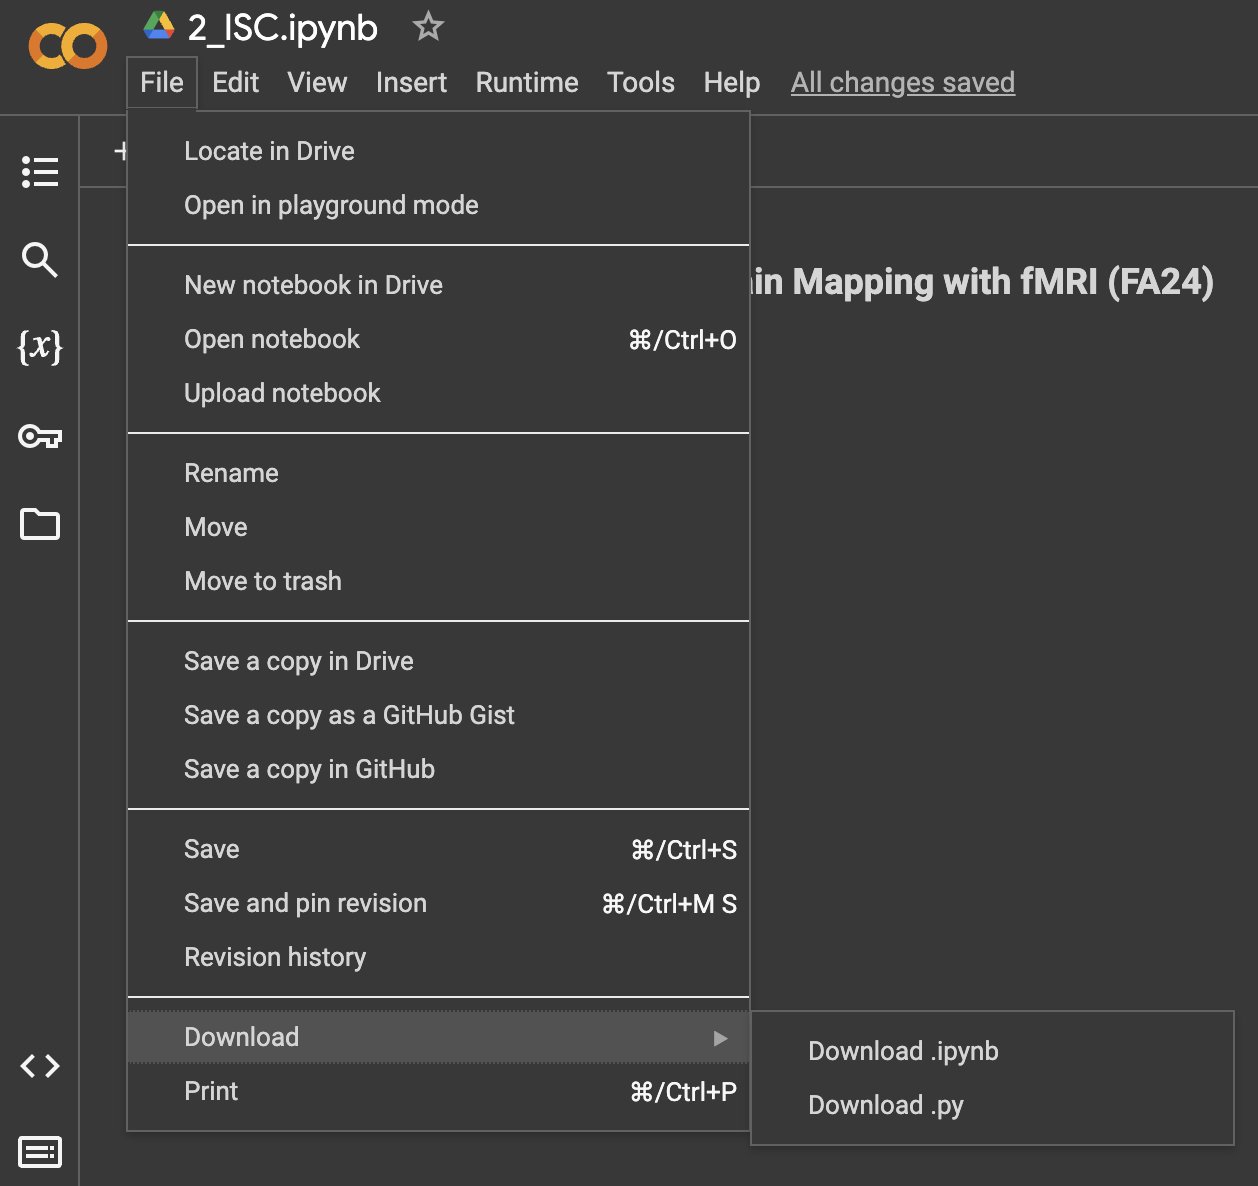 2_ISC.ipynb
File Edit View Insert Runtime Tools Help All changes saved
Locate in Drive
Open in playground mode
ain Mapping with fMRI (FA24)
New notebook in Drive
Open notebook ⌘/Ctrl+O
Upload notebook
Rename
Move
Move to trash
Save a copy in Drive
Save a copy as a GitHub Gist
Save a copy in GitHub
Save ⌘/Ctrl+S
Save and pin revision ⌘/Ctrl+M S
Revision history
Download
Download .ipynb
Print ⌘/Ctrl+P
Download .py